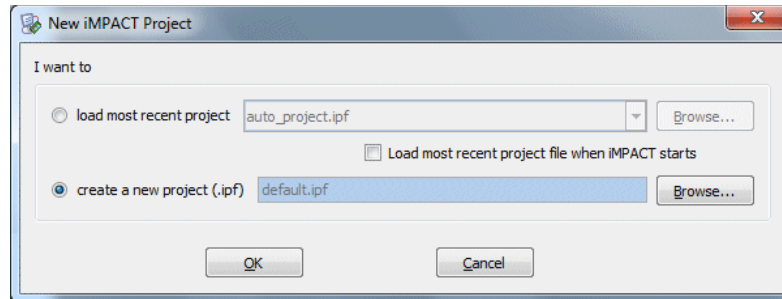 New iMPACT Project
I want to
load most recent project auto_project.ipf Browse...
Load most recent project file when iMPACT starts
create a new project (.ipf) default.ipf Browse...
OK Cancel